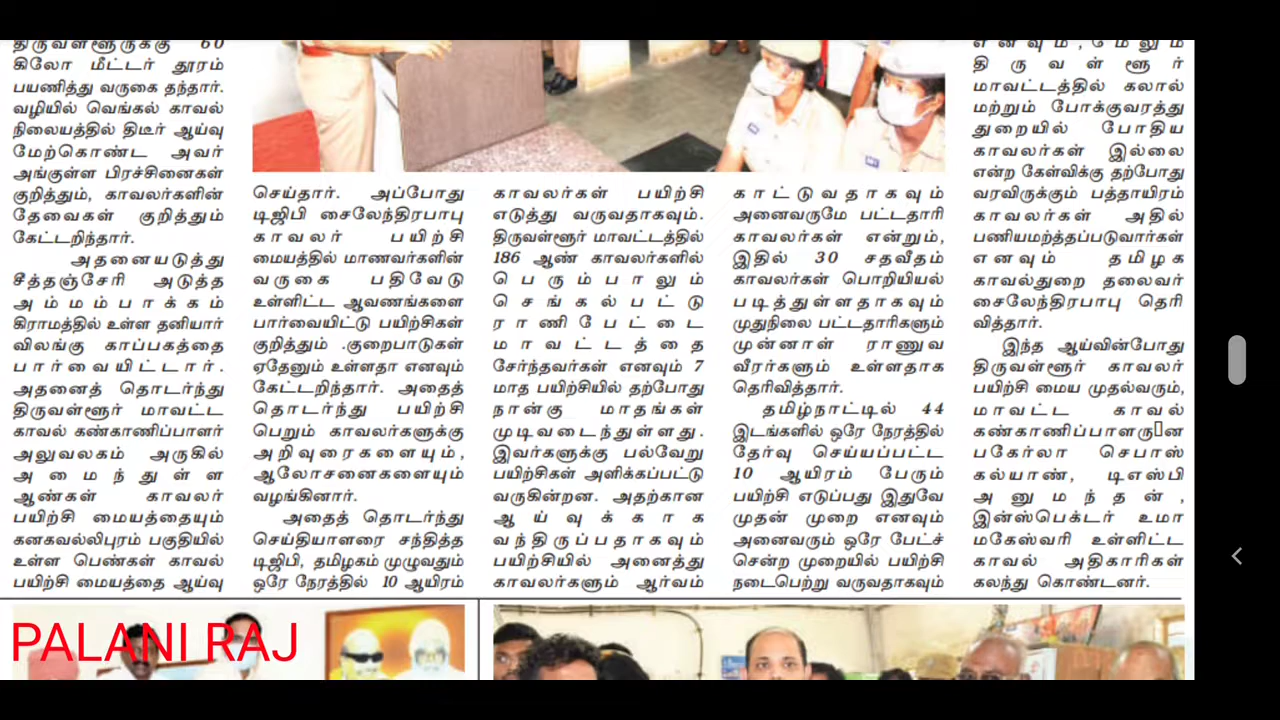 திருவள்ளூருக்கு 60
கிலோ மீட்டர் தூரம்
பயணித்து வருகை தந்தார்.
வழியில் வெங்கல் காவல்
நிலையத்தில் திடீர் ஆய்வு
மேற்கொண்ட அவர்
அங்குள்ள பிரச்சினைகள்
குறித்தும், காவலர்களின்
தேவைகள் குறித்தும்
கேட்டறிந்தார்.
அதனையடுத்து
சீத்தஞ்சேரி அடுத்த
அம்மம்பாக்கம்
கிராமத்தில் உள்ள தனியார்
விலங்கு காப்பகத்தை
பார்வையிட்டார்.
அதனைத் தொடர்ந்து
திருவள்ளூர் மாவட்ட
காவல் கண்காணிப்பாளர்
அலுவலகம் அருகில்
அமைந்துள்ள
ஆண்கள் காவலர்
பயிற்சி மையத்தையும்
கனகவல்லிபுரம் பகுதியில்
உள்ள பெண்கள் காவல்
பயிற்சி மையத்தை ஆய்வு
செய்தார். அப்போது
டிஜிபி சைலேந்திரபாபு
காவலர் பயிற்சி
மையத்தில் மாணவர்களின்
வருகை பதிவேடு
உள்ளிட்ட ஆவணங்களை
பார்வையிட்டு பயிற்சிகள்
குறித்தும் .குறைபாடுகள்
ஏதேனும் உள்ளதா எனவும்
கேட்டறிந்தார். அதைத்
தொடர்ந்து பயிற்சி
பெறும் காவலர்களுக்கு
அறிவுரைகளையும்,
ஆலோசனைகளையும்
வழங்கினார்.
அதைத் தொடர்ந்து
செய்தியாளரை சந்தித்த
டிஜிபி, தமிழகம் முழுவதும்
ஒரே நேரத்தில் 10 ஆயிரம்
காவலர்கள் பயிற்சி
எடுத்து வருவதாகவும்.
திருவள்ளூர் மாவட்டத்தில்
186 ஆண் காவலர்களில்
பெரும்பாலும்
செங்கல்பட்டு
ராணிபேட்டை
மாவட்டத்தை
சேர்ந்தவர்கள் எனவும் 7
மாத பயிற்சியில் தற்போது
நான்கு மாதங்கள்
முடிவடைந்துள்ளது.
இவர்களுக்கு பல்வேறு
பயிற்சிகள் அளிக்கப்பட்டு
வருகின்றன. அதற்கான
ஆய்வுக்காக
வந்திருப்பதாகவும்
பயிற்சியில் அனைத்து
காவலர்களும் ஆர்வம்
காட்டுவதாகவும்
அனைவருமே பட்டதாரி
காவலர்கள் என்றும்,
இதில் 30 சதவீதம்
காவலர்கள் பொறியியல்
படித்துள்ளதாகவும்
முதுநிலை பட்டதாரிகளும்
முன்னாள் ராணுவ
வீரர்களும் உள்ளதாக
தெரிவித்தார்.
தமிழ்நாட்டில் 44
இடங்களில் ஒரே நேரத்தில்
தேர்வு செய்யப்பட்ட
10 ஆயிரம் பேரும்
பயிற்சி எடுப்பது இதுவே
முதன் முறை எனவும்
அனைவரும் ஒரே பேட்ச்
சென்ற முறையில் பயிற்சி
நடைபெற்று வருவதாகவும்
எனவும்,மேலும்
திருவள்ளூர்
மாவட்டத்தில் கலால்
மற்றும் போக்குவரத்து
துறையில் போதிய
காவலர்கள் இல்லை
என்ற கேள்விக்கு தற்போது
வரவிருக்கும் பத்தாயிரம்
காவலர்கள் அதில்
பணியமர்த்தப்படுவார்கள்
எனவும் தமிழக
காவல்துறை தலைவர்
சைலேந்திரபாபு தெரி
வித்தார்.
இந்த ஆய்வின்போது
திருவள்ளூர் காவலர்
பயிற்சி மைய முதல்வரும்,
மாவட்ட காவல்
கண்காணிப்பாளருன
பகேர்லா செபாஸ்
கல்யாண், டிஎஸ்பி
அனுமந்தன்,
இன்ஸ்பெக்டர் உமா
மகேஸ்வரி உள்ளிட்ட
காவல் அதிகாரிகள்
கலந்து கொண்டனர்.
PALANI RAJ